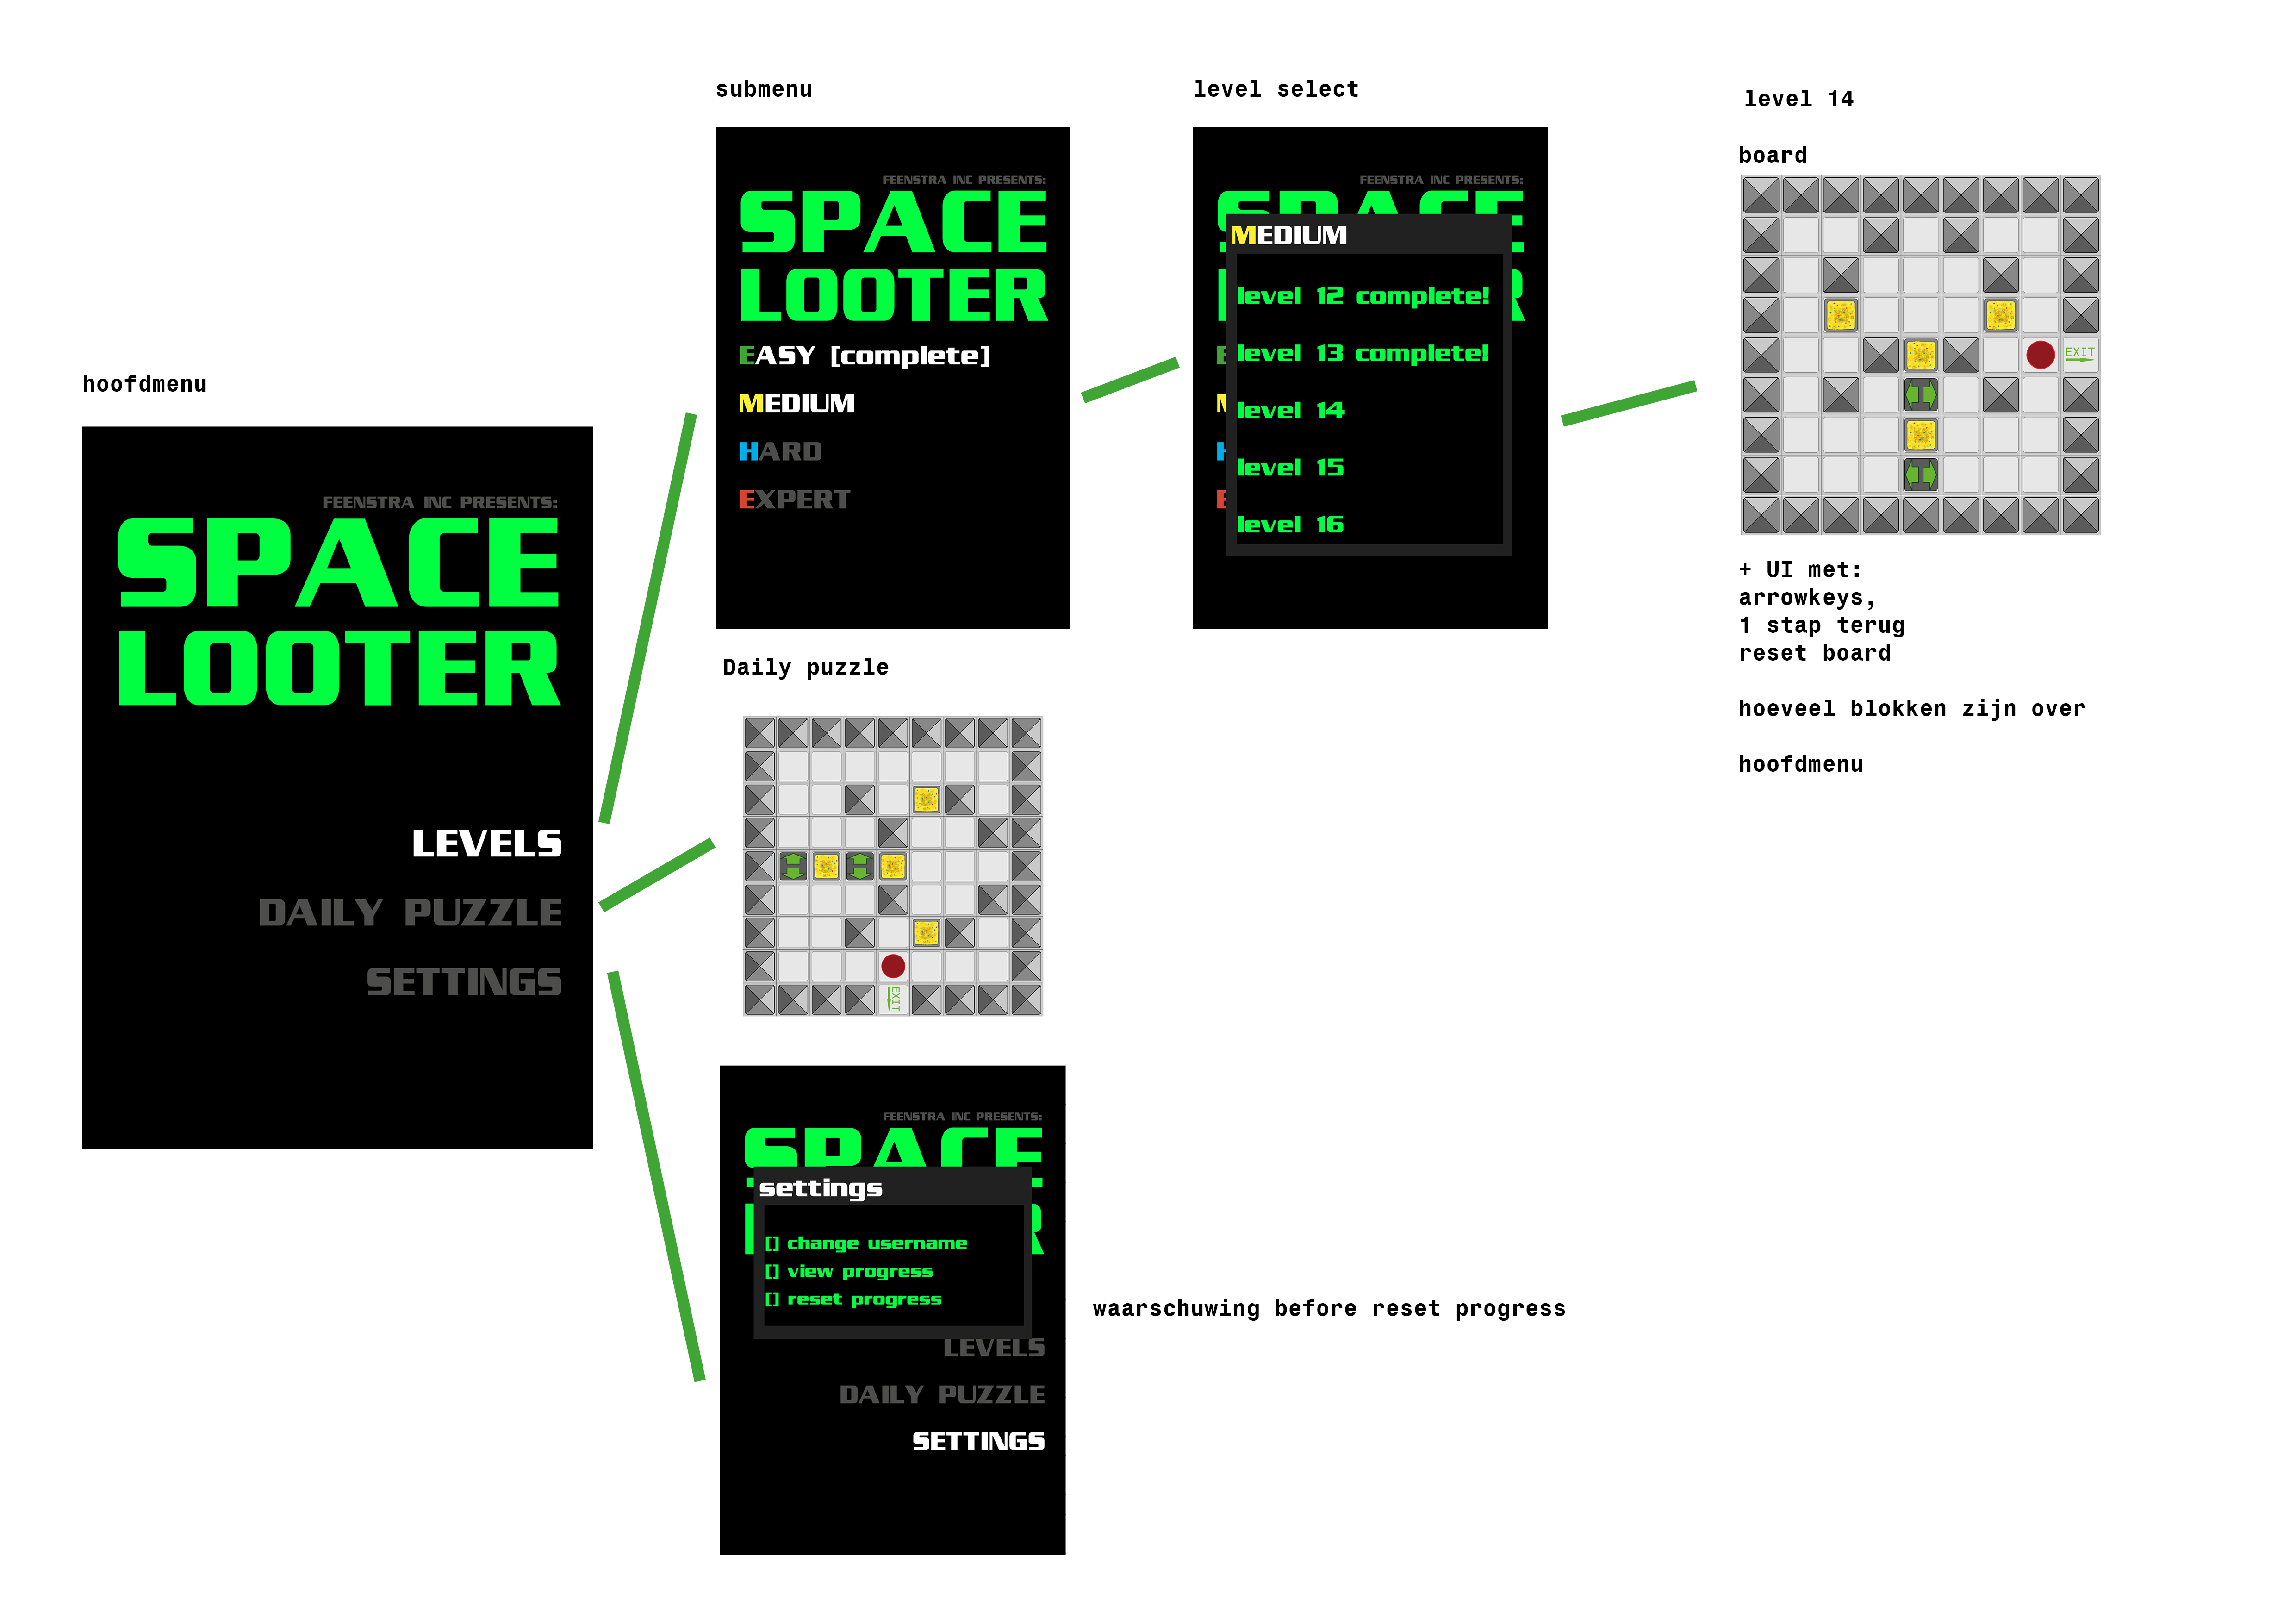 hoofdmenu
FEENSTRA INC PRESENTS:
SPACE
LOOTER
LEVELS
DAILY PUZZLE
SETTINGS
submenu
FEENSTRA INC PRESENTS:
SPACE
LOOTER
EASY [complete]
MEDIUM
HARD
EXPERT
level select
FEENSTRA INC PRESENTS:
SPACE
MEDIUM
level 12 complete!
level 13 complete!
level 14
level 15
level 16
R
E
M
H
E
level 14
board
EXIT
+ UI met:
arrowkeys,
1 stap terug
reset board
hoeveel blokken zijn over
hoofdmenu
Daily puzzle
EXIT
FEENSTRA INC PRESENTS:
SPACE
settings
[] change username
[] view progress
[] reset progress
LEVELS
DAILY PUZZLE
SETTINGS
waarschuwing before reset progress